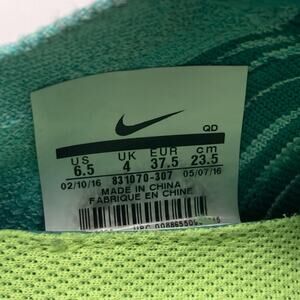 QD
US UK EUR cm
6.5 4 37.5 23.5
02/10/16 831070-307 05/07/16
MADE IN CHINA
FABRIQUE EN CHINE
UPC